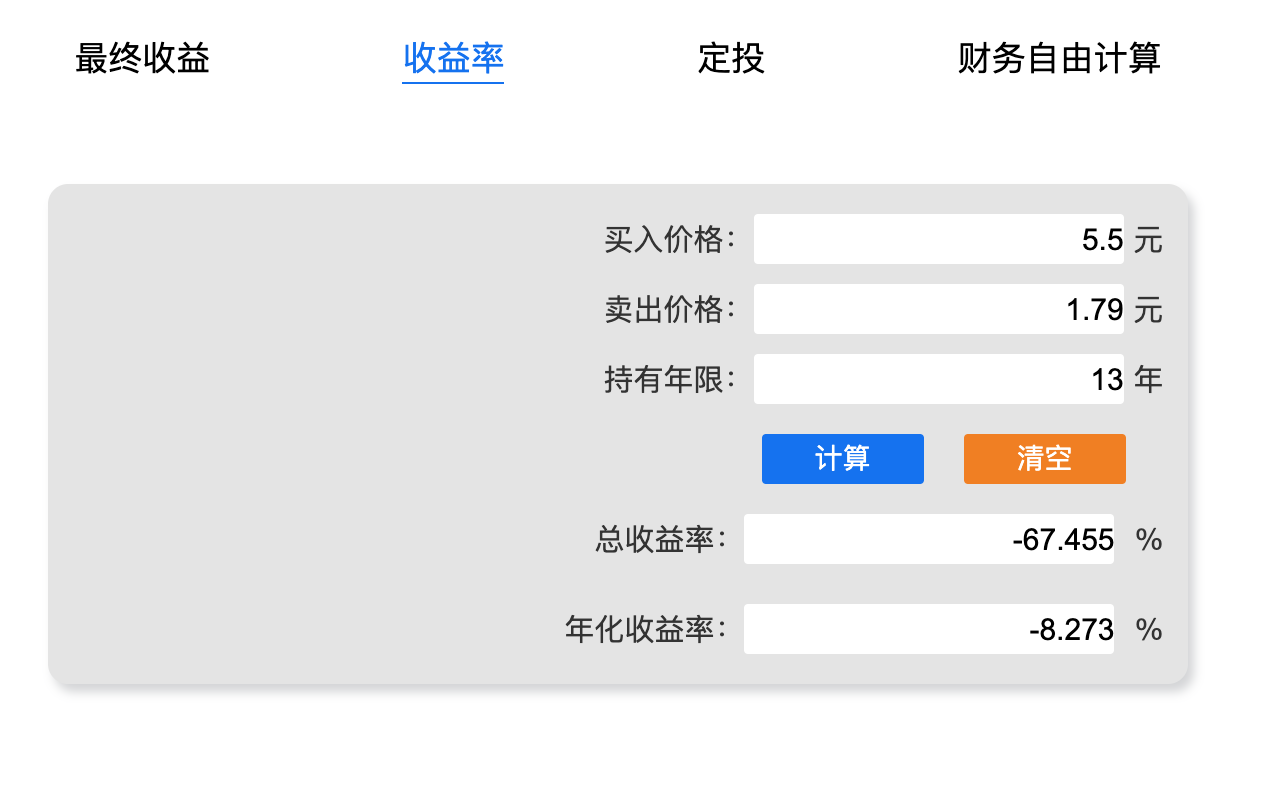 最终收益 收益率 定投 财务自由计算
买入价格： 5.5 元
卖出价格： 1.79 元
持有年限： 13 年
计算 清空
总收益率： -67.455 %
年化收益率： -8.273 %